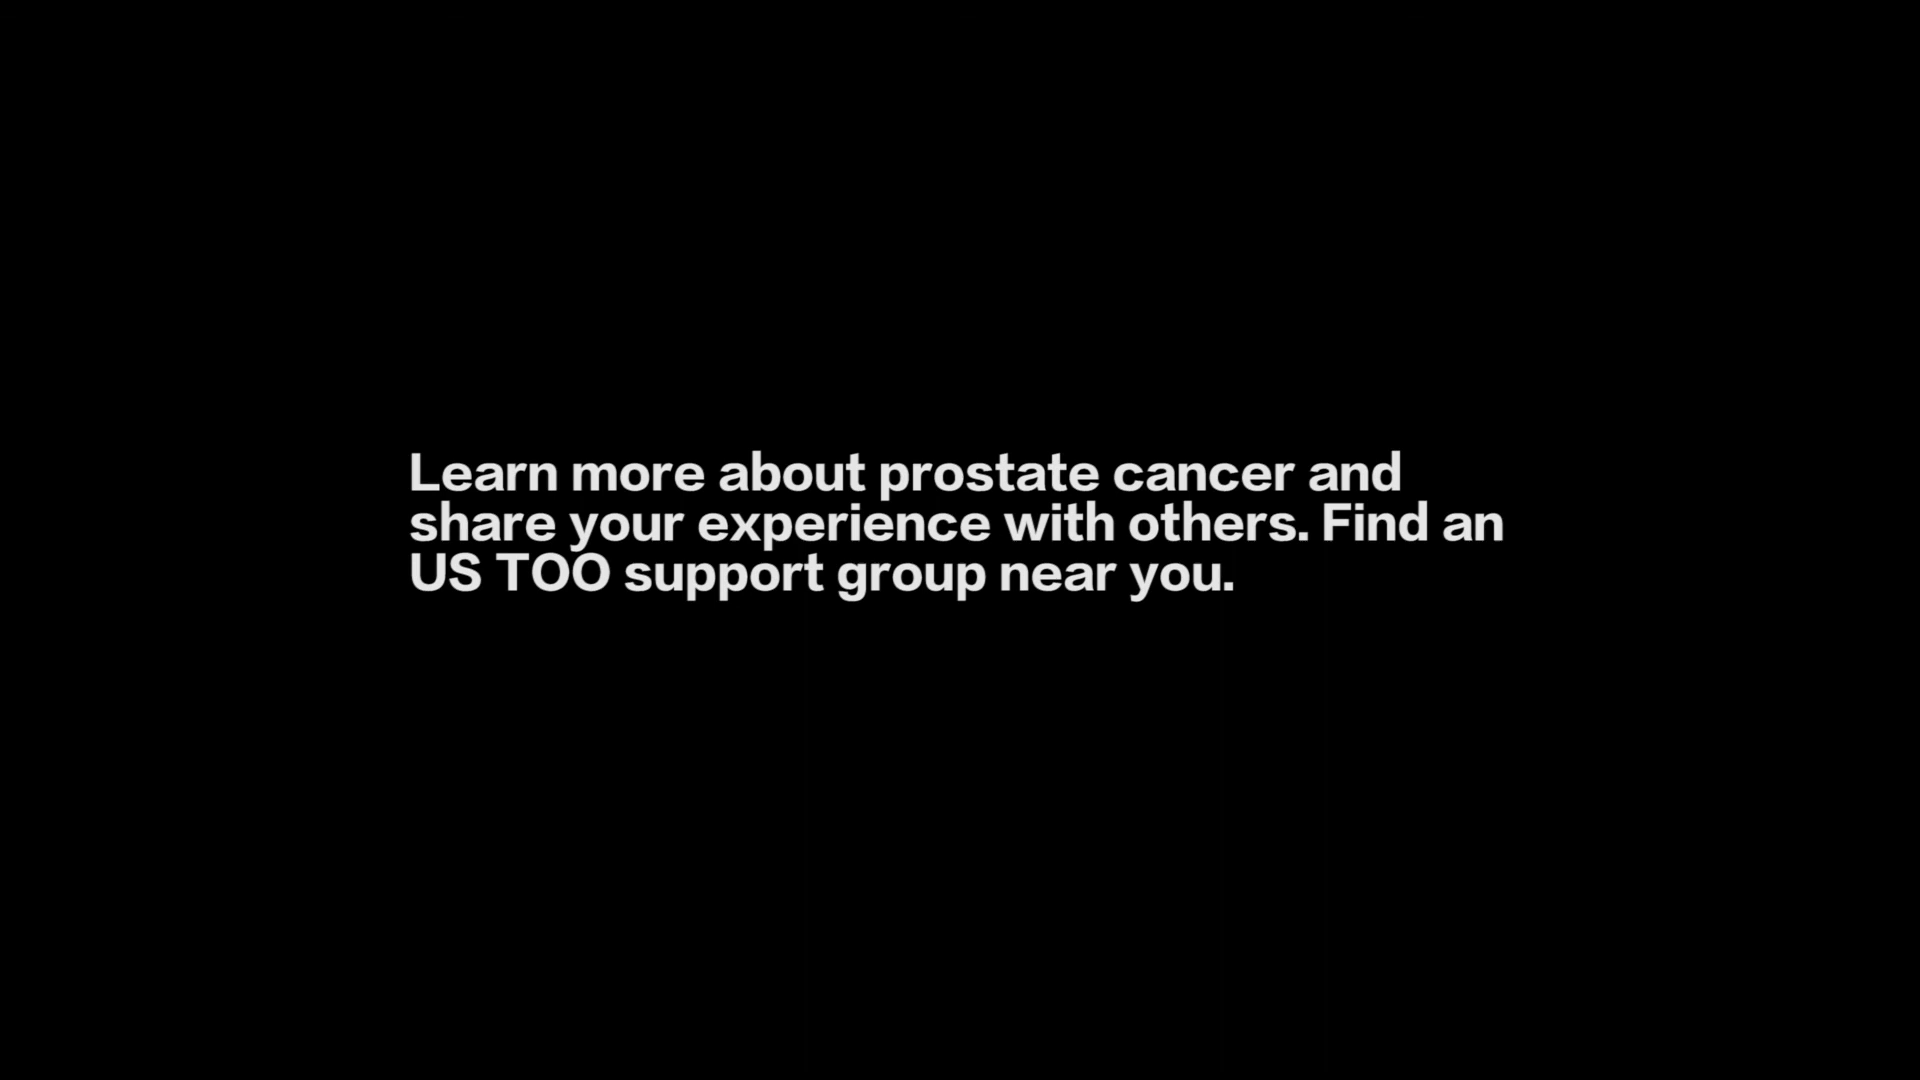 Learn more about prostate cancer and
share your experience with others. Find an
US TOO support group near you.